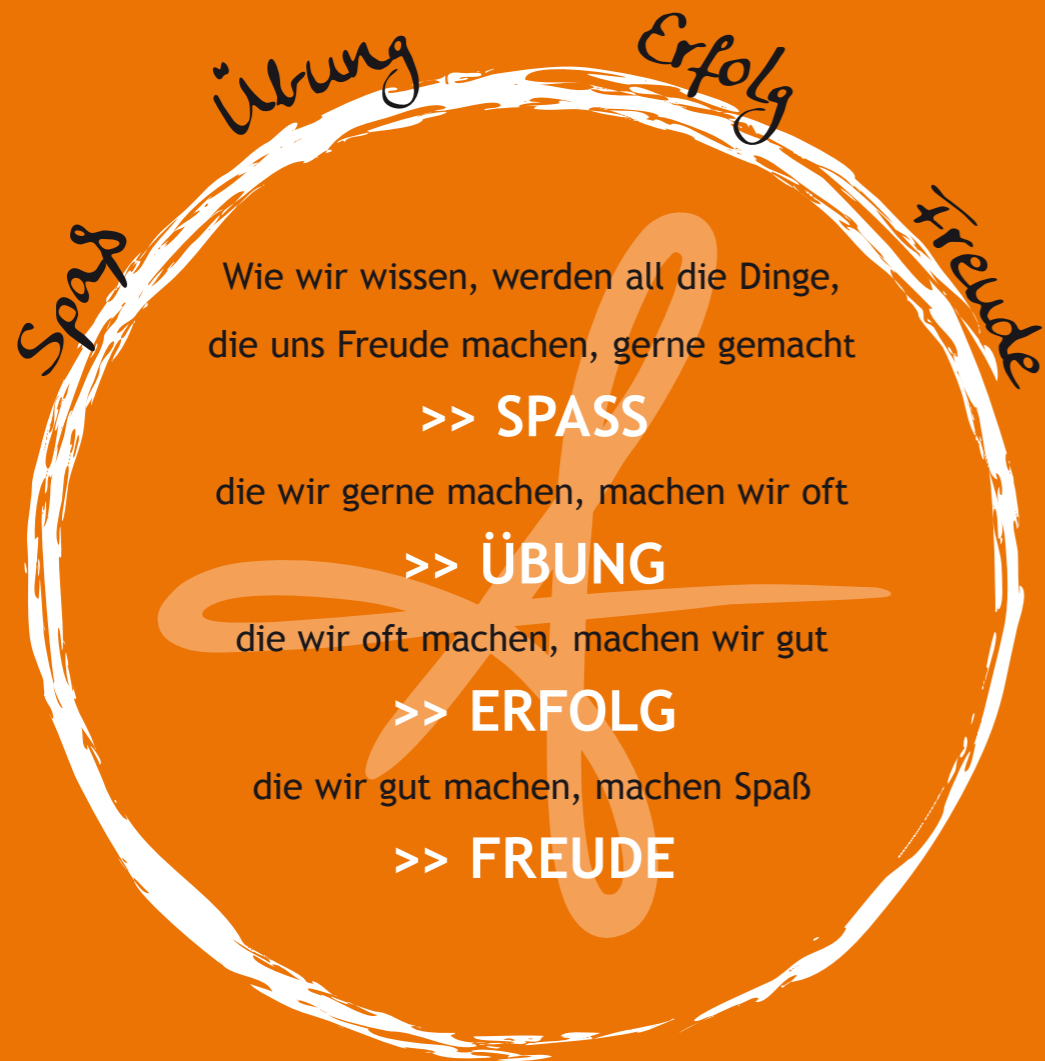 Spaß
Übung
Erfolg
Freude
Wie wir wissen, werden all die Dinge,
die uns Freude machen, gerne gemacht
>> SPASS
die wir gerne machen, machen wir oft
>> ÜBUNG
die wir oft machen, machen wir gut
>> ERFOLG
die wir gut machen, machen Spaß
>> FREUDE